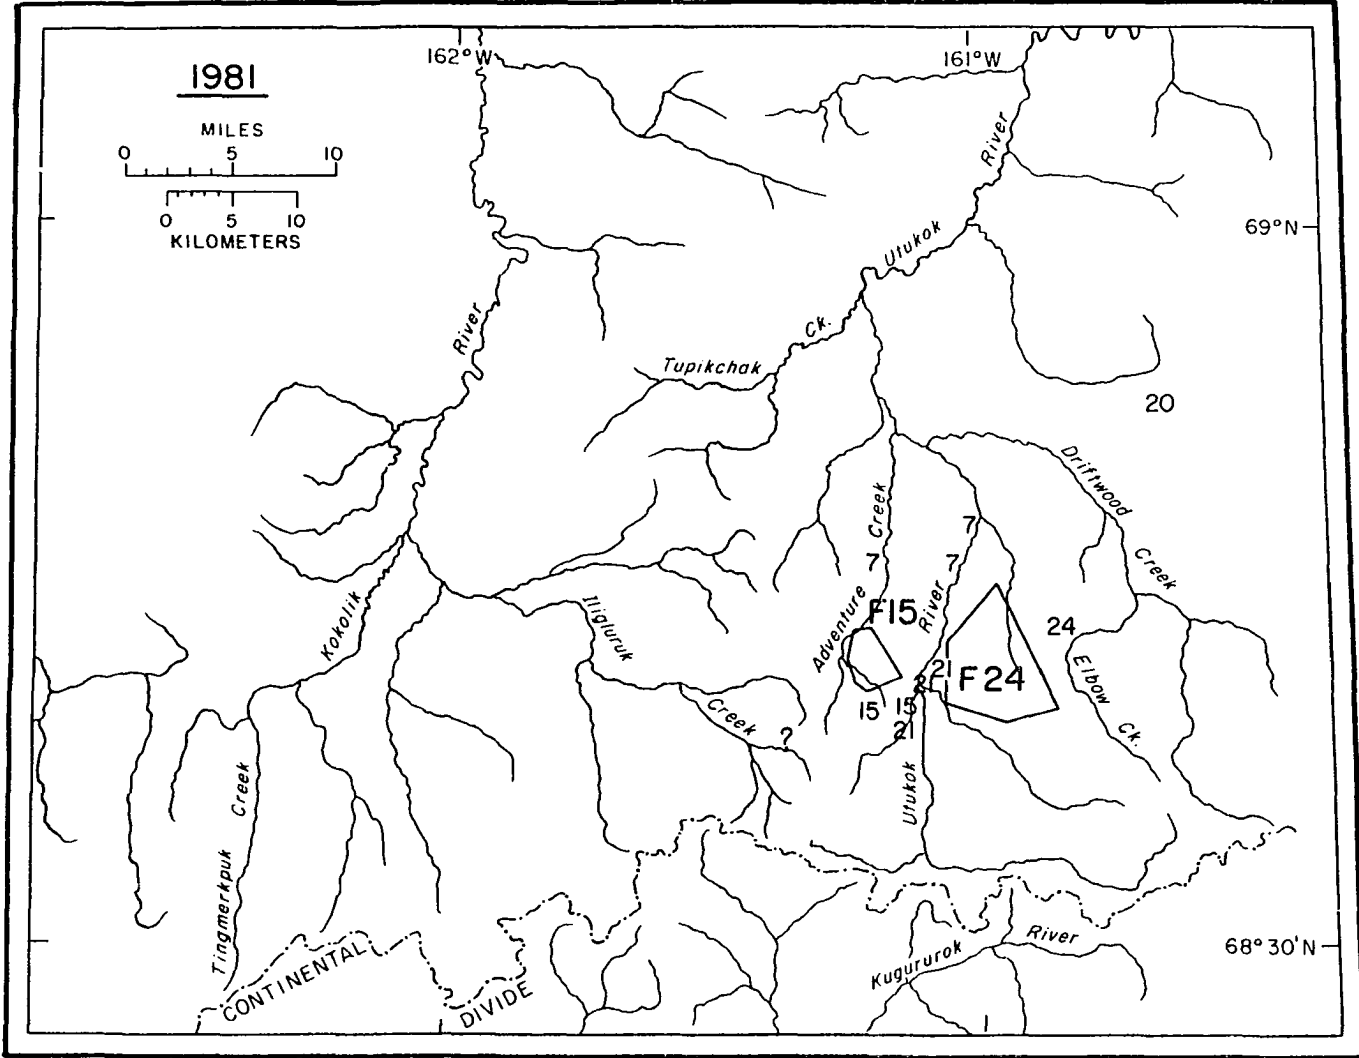 1981
MILES
0 5 10
0 5 10
KILOMETERS
162°W
161°W
69°N
68°30'N
River
Utukok
Ck.
Tupikchak
River
Kokolik
20
Driftwood
Creek
Creek
Adventure
7
7
7
River
F15
F24
24
21
15
15
21
Elbow
Ck.
Iligluruk
Creek
?
Utukok
Creek
Tingmerkpuk
CONTINENTAL
DIVIDE
Kugururok
River